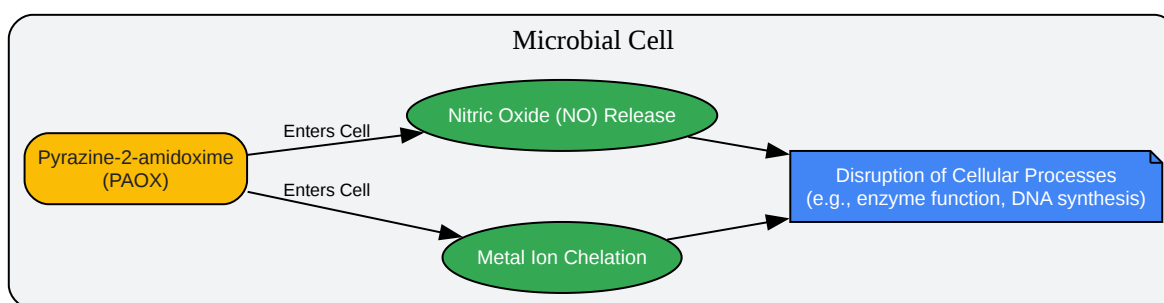 Microbial Cell
Nitric Oxide (NO) Release
Enters Cell
Pyrazine-2-amidoxime
(PAOX)
Enters Cell
Disruption of Cellular Processes
(e.g., enzyme function, DNA synthesis)
Metal Ion Chelation